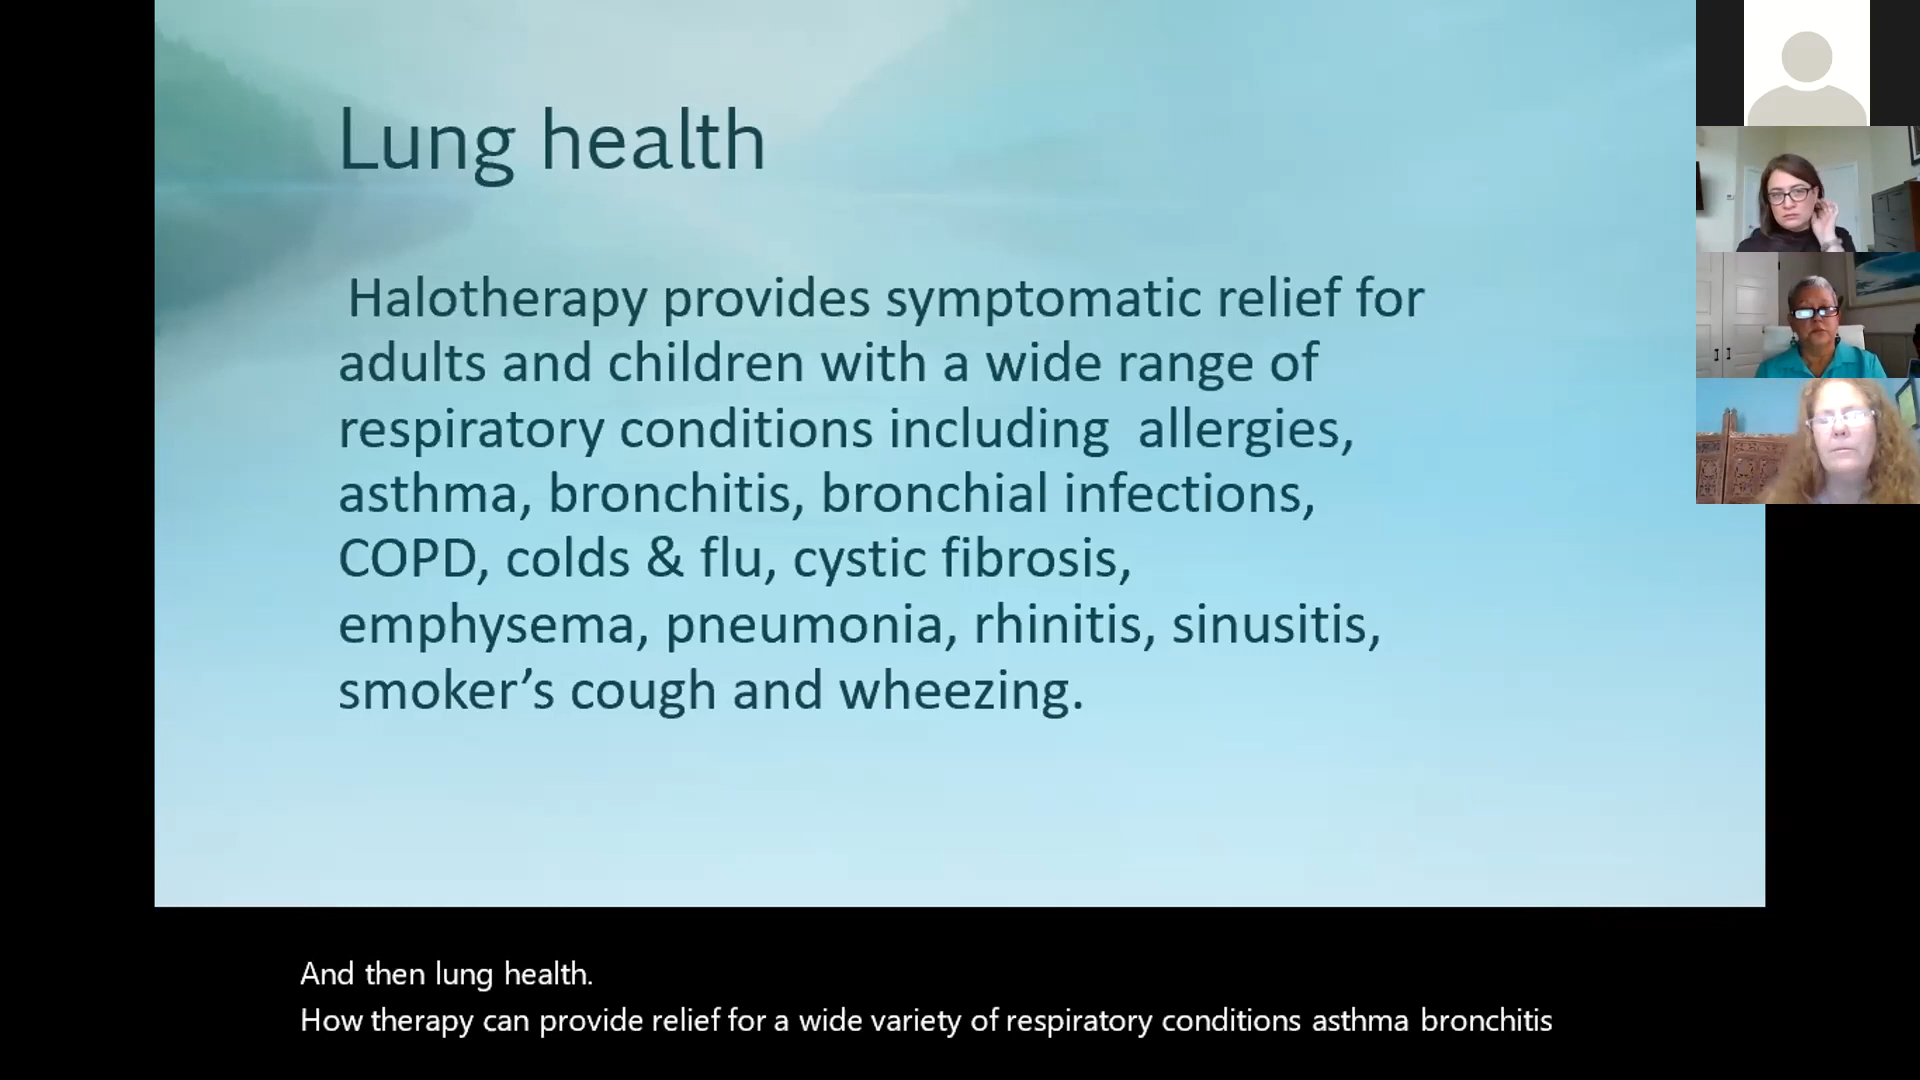 Lung health
Halotherapy provides symptomatic relief for
adults and children with a wide range of
respiratory conditions including  allergies,
asthma, bronchitis, bronchial infections,
COPD, colds & flu, cystic fibrosis,
emphysema, pneumonia, rhinitis, sinusitis,
smoker’s cough and wheezing.
And then lung health.
How therapy can provide relief for a wide variety of respiratory conditions asthma bronchitis